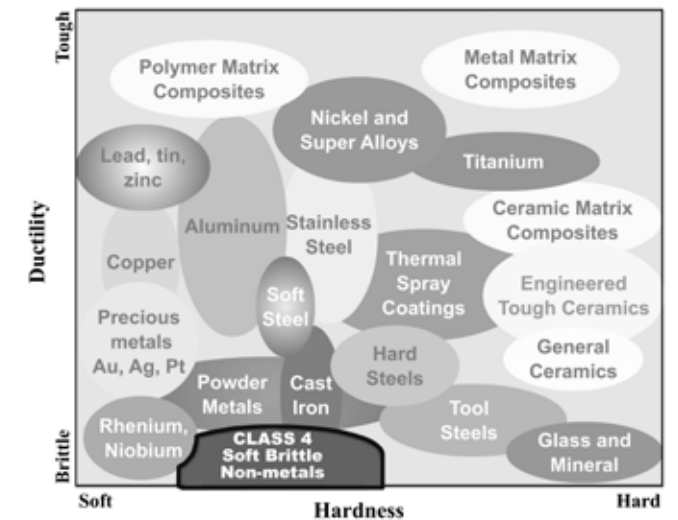 Tough
Polymer Matrix
Composites
Metal Matrix
Composites
Nickel and
Super Alloys
Lead, tin,
zinc
Titanium
Ceramic Matrix
Composites
Aluminum
Stainless
Steel
Ductility
Copper
Thermal
Spray
Coatings
Engineered
Tough Ceramics
Soft
Steel
Precious
metals
Au, Ag, Pt
Hard
Steels
General
Ceramics
Powder
Metals
Cast
Iron
Tool
Steels
Rhenium,
Niobium
CLASS 4
Soft Brittle
Non-metals
Glass and
Mineral
Brittle
Soft
Hardness
Hard